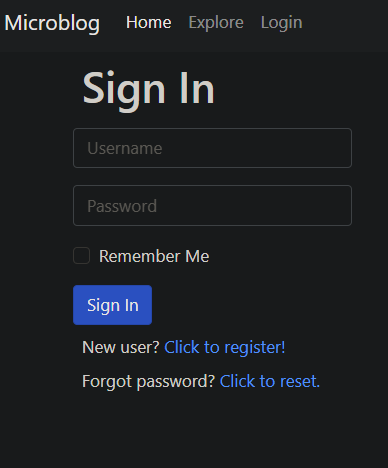 Microblog Home Explore Login
Sign In
Username
Password
Remember Me
Sign In
New user? Click to register!
Forgot password? Click to reset.